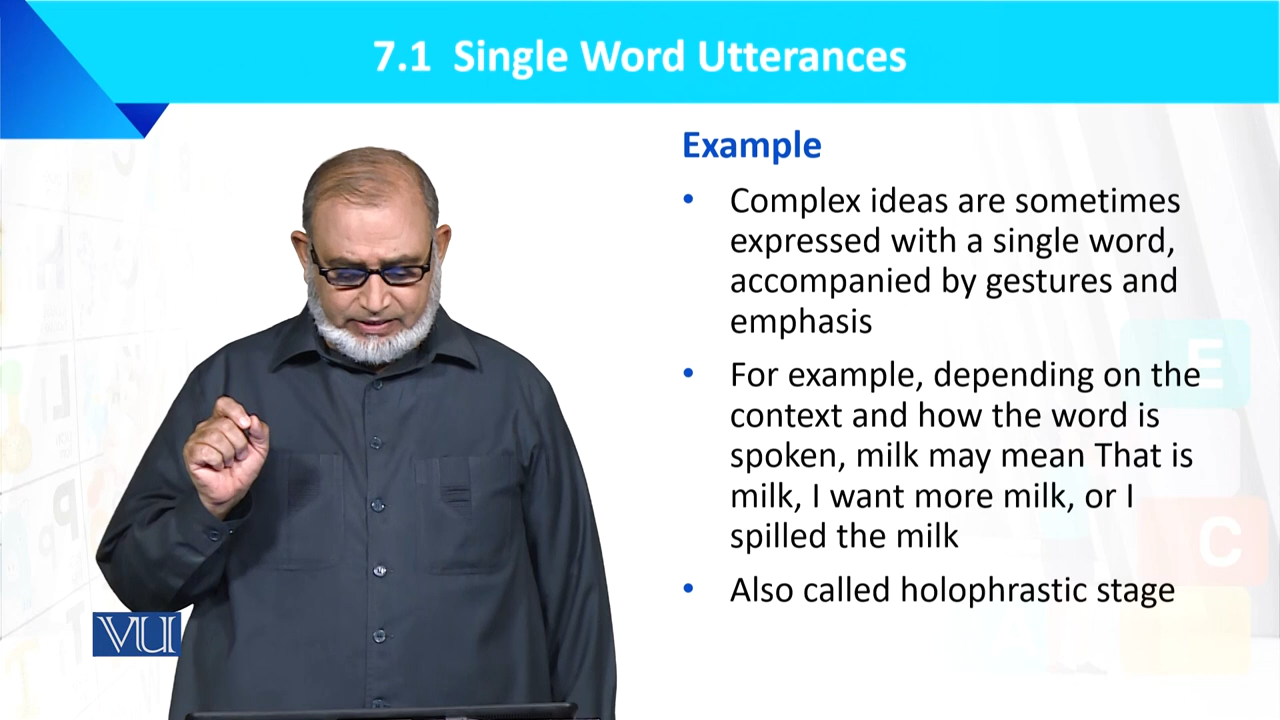 7.1 Single Word Utterances
Example
• Complex ideas are sometimes
expressed with a single word,
accompanied by gestures and
emphasis
• For example, depending on the
context and how the word is
spoken, milk may mean That is
milk, I want more milk, or I
spilled the milk
• Also called holophrastic stage
VU
E
C